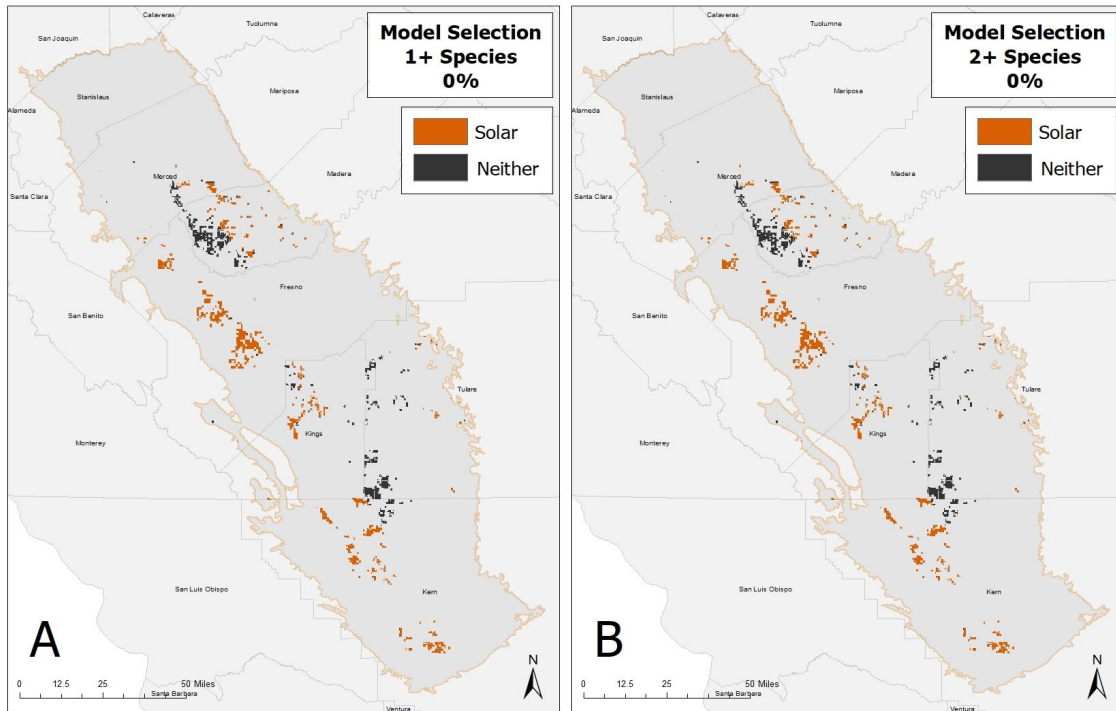 Calaveras
Tuolumne
San Joaquin
Model Selection
1+ Species
0%
Stanislaus
Mariposa
Alameda
Solar
Neither
Merced
Madera
Santa Clara
Fresno
San Benito
Tulare
Kings
Monterey
San Luis Obispo
Kern
A
N
0 12.5 25 50 Miles
Santa Barbara
Ventura
Calaveras
Tuolumne
San Joaquin
Model Selection
2+ Species
0%
Stanislaus
Mariposa
Alameda
Solar
Neither
Merced
Madera
Santa Clara
Fresno
San Benito
Tulare
Kings
Monterey
San Luis Obispo
Kern
B
N
0 12.5 25 50 Miles
Santa Barbara
Ventura